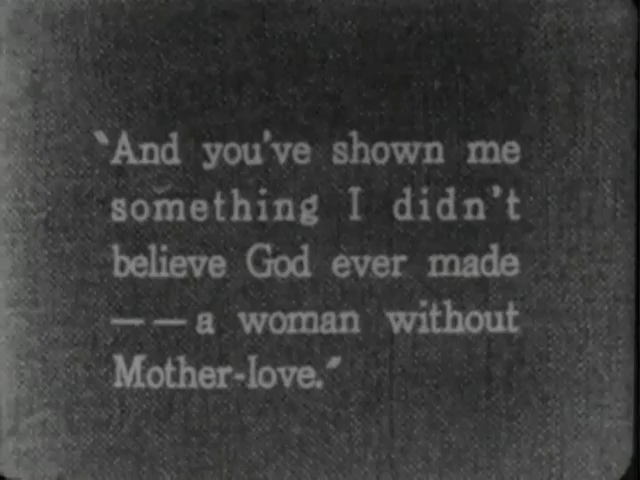 "And you've shown me
something I didn't
believe God ever made
——a woman without
Mother-love."